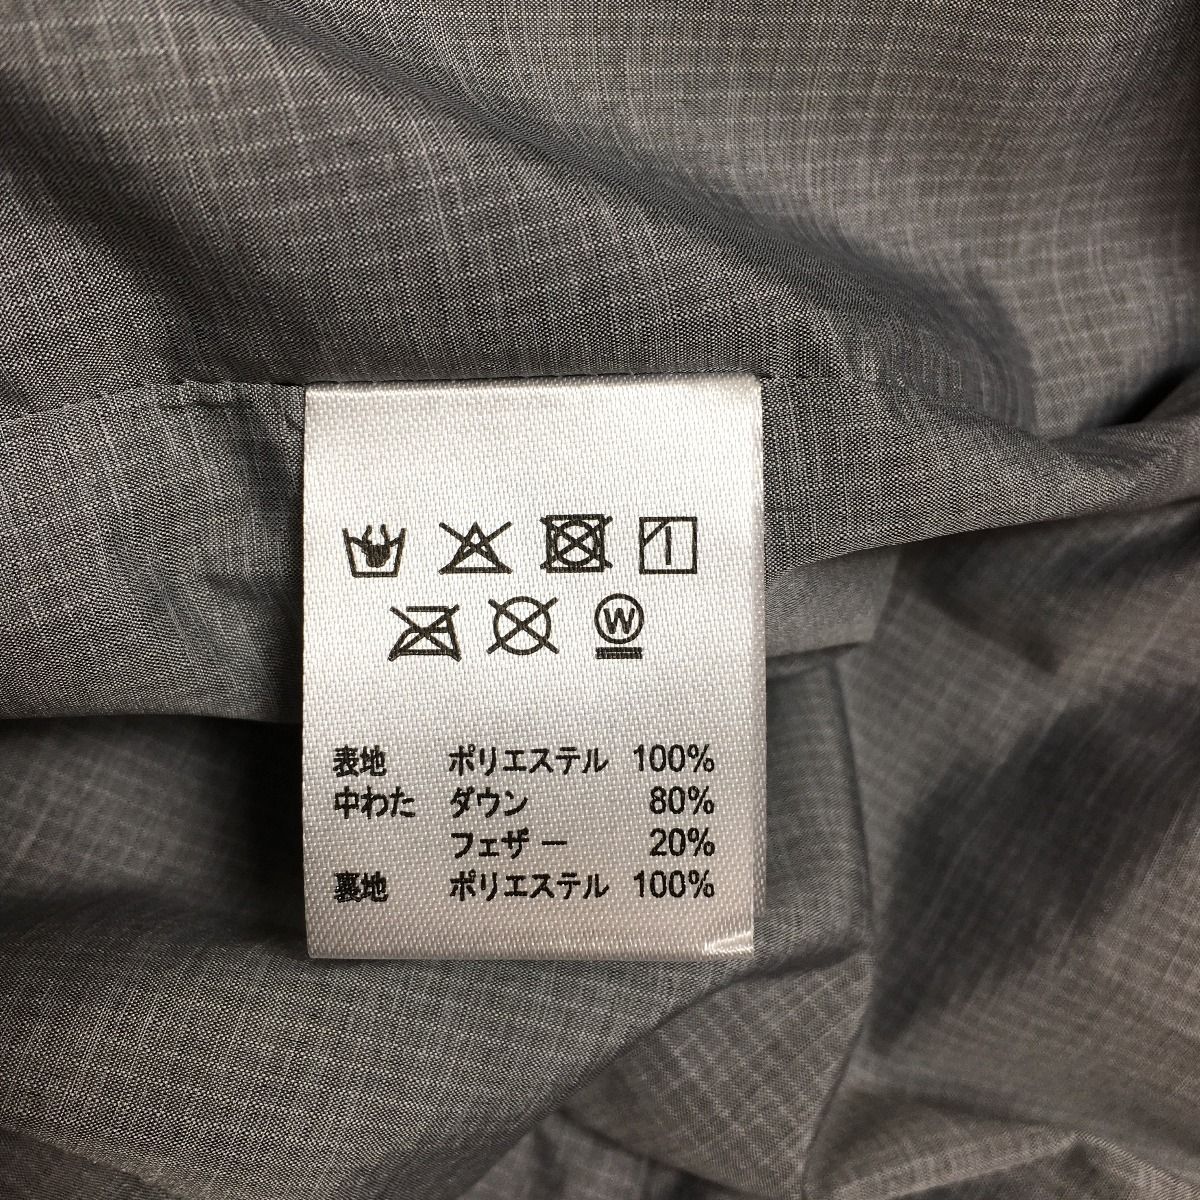 W
表地 ポリエステル 100%
中わた ダウン 80%
フェザー 20%
裏地 ポリエステル 100%